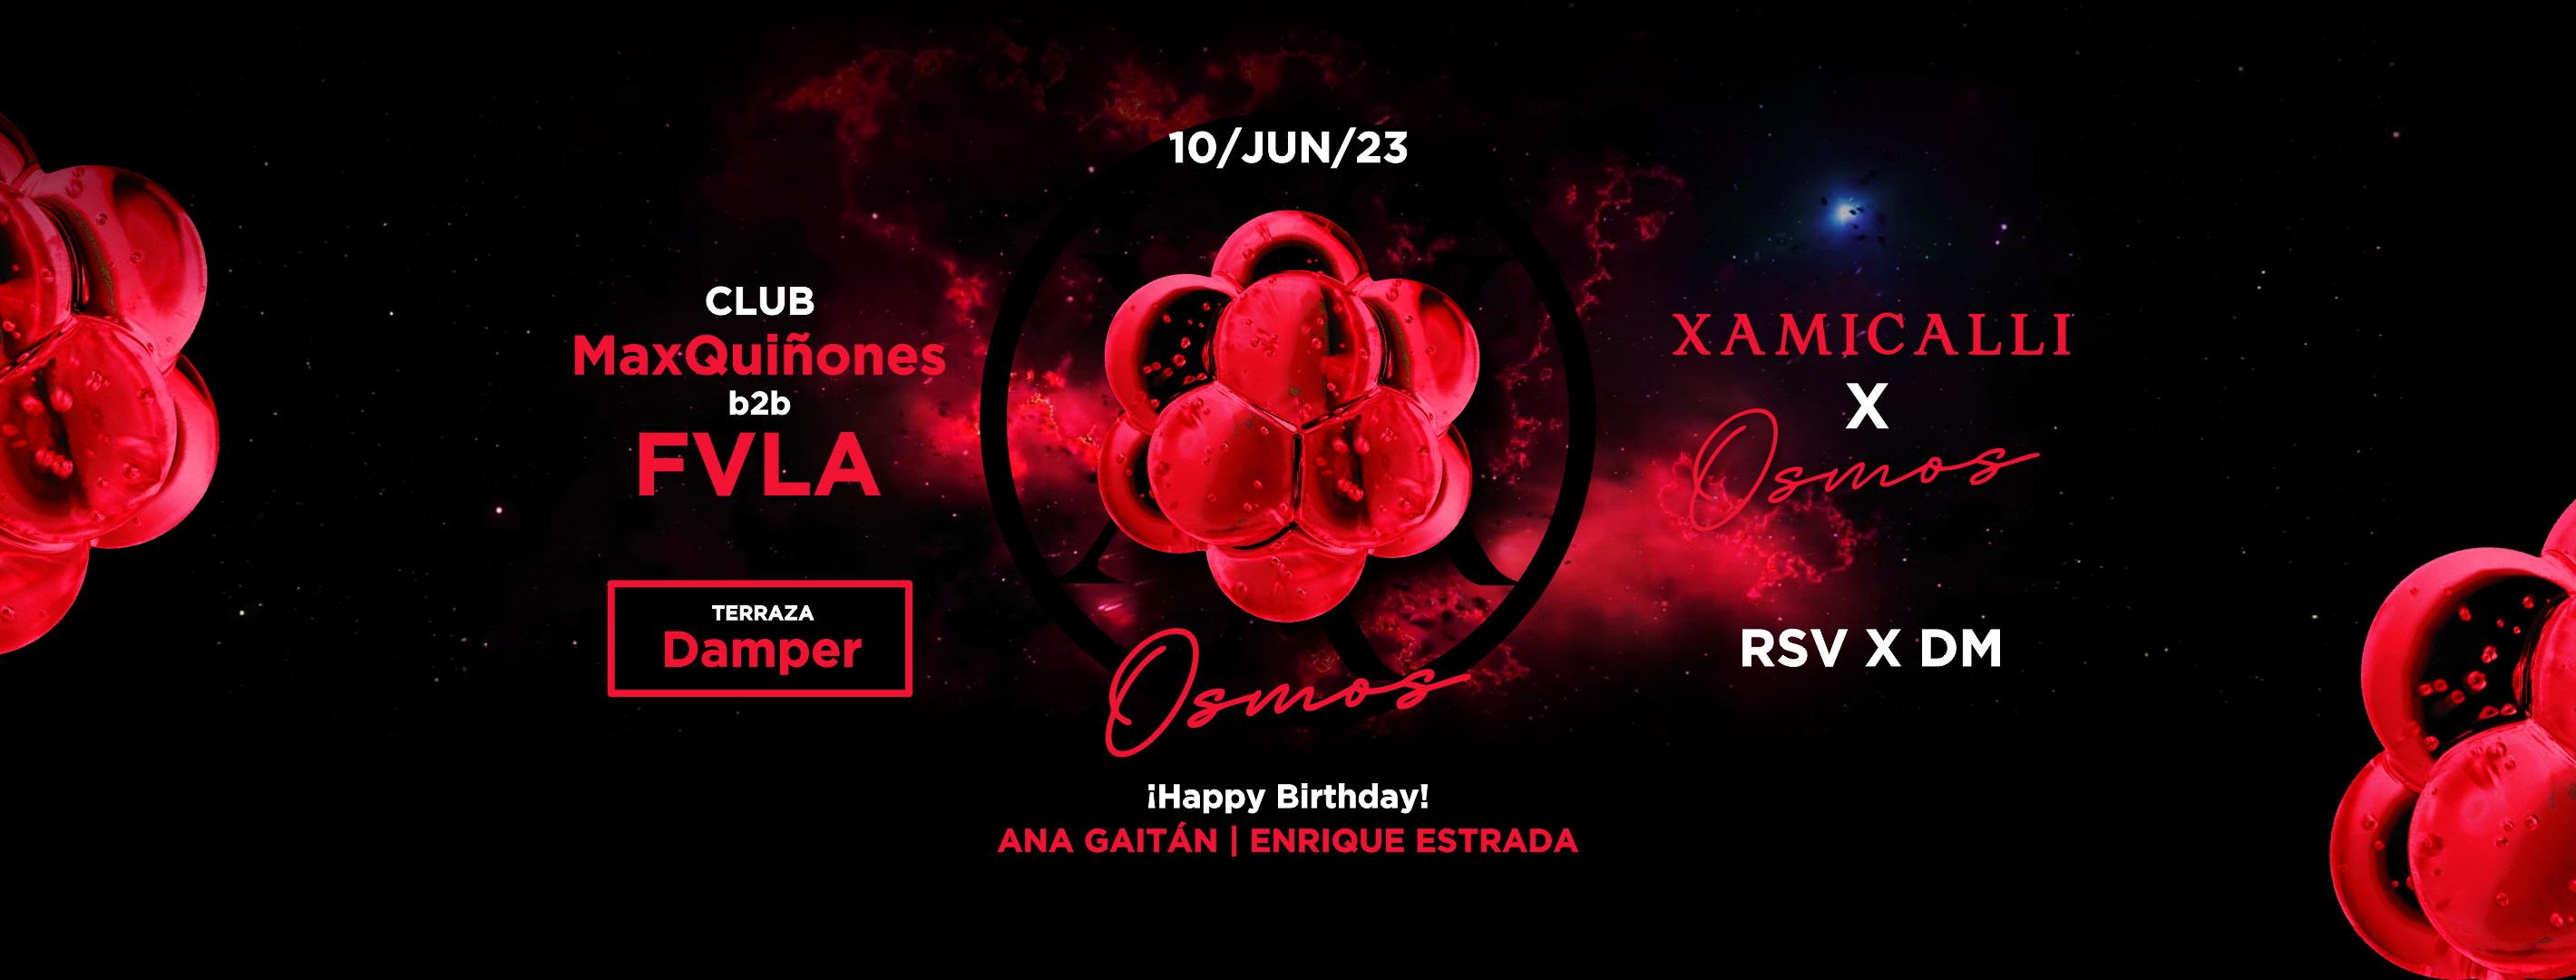 10/JUN/23
CLUB
MaxQuiñones
b2b
FVLA
TERRAZA
Damper
Osmos
¡Happy Birthday!
ANA GAITÁN | ENRIQUE ESTRADA
XAMICALLI
X
Osmos
RSV X DM